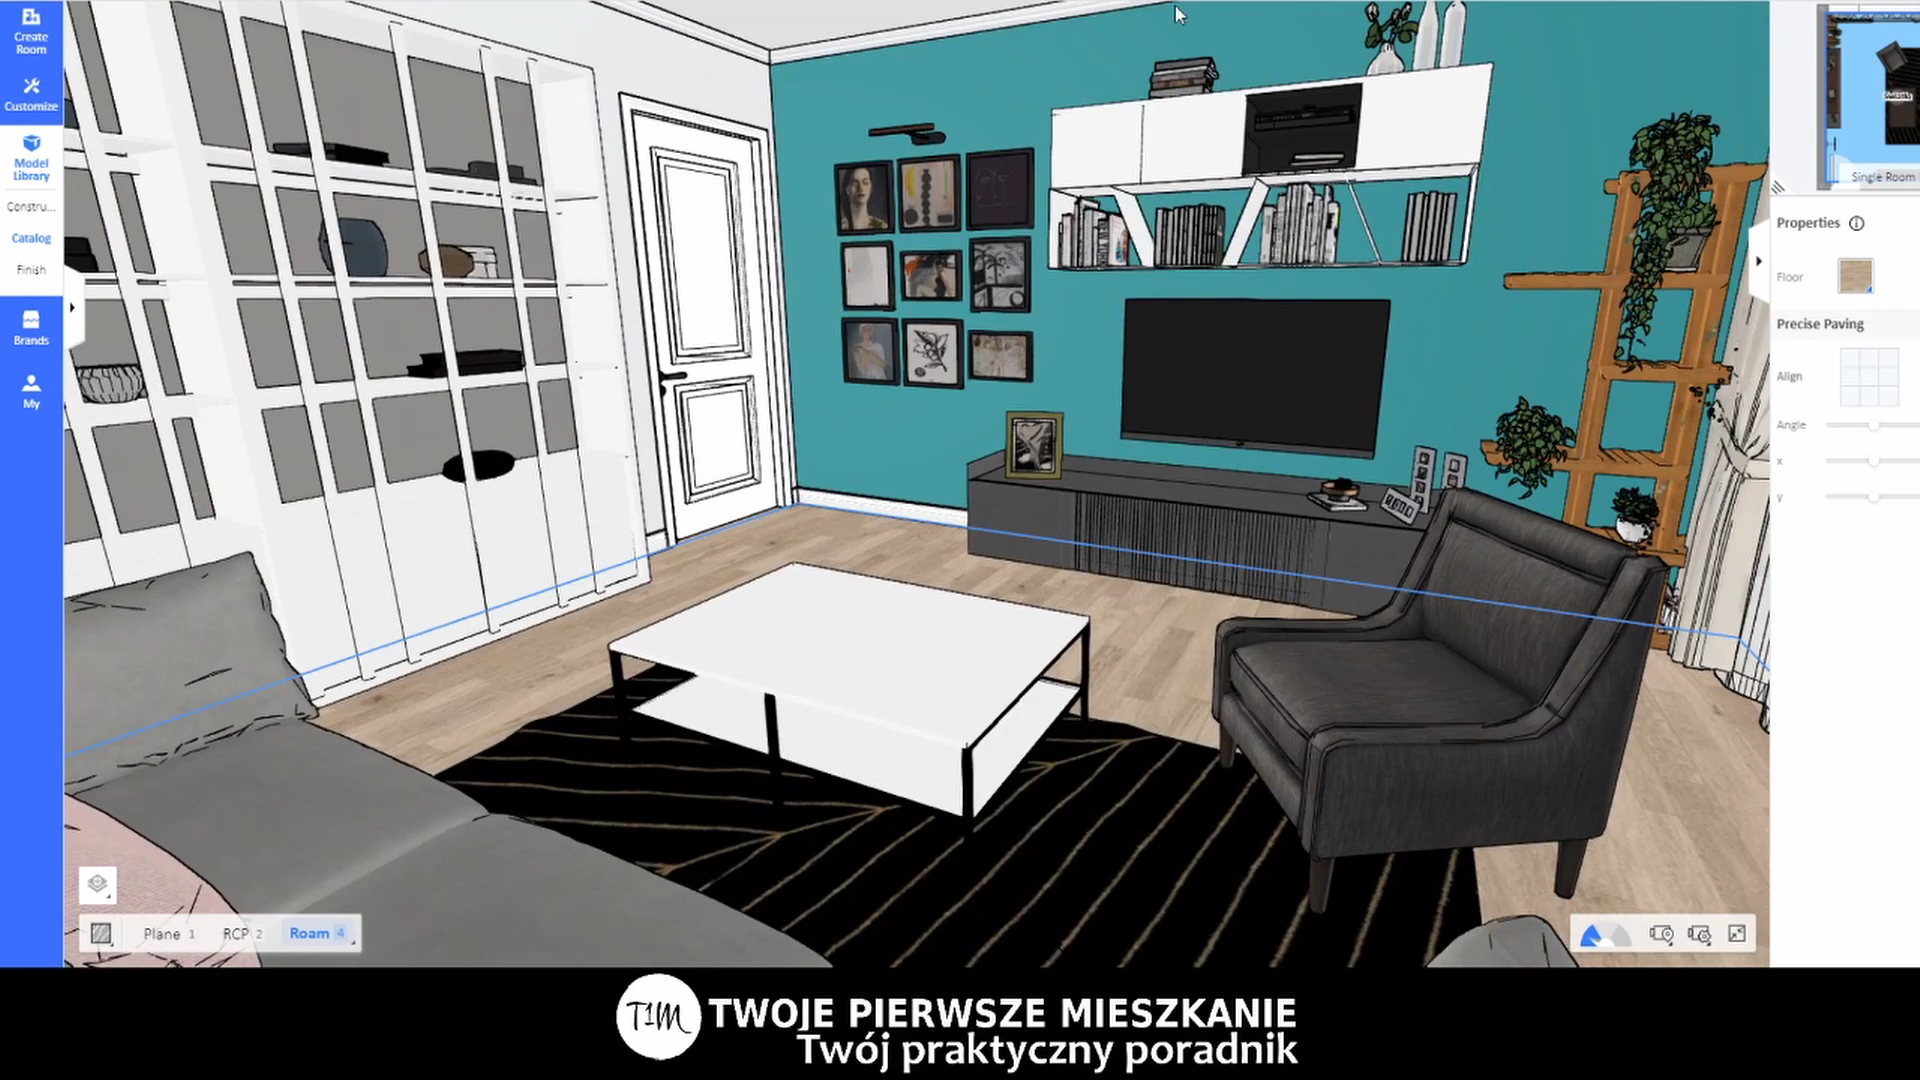 Create
Room
Customize
Model
Library
Constru...
Catalog
Finish
Brands
My
Single Room
Properties
Floor
Precise Paving
Align
Angle
x
y
Plane 1
RCP 2
Roam 4
T1M
TWOJE PIERWSZE MIESZKANIE
Twój praktyczny poradnik